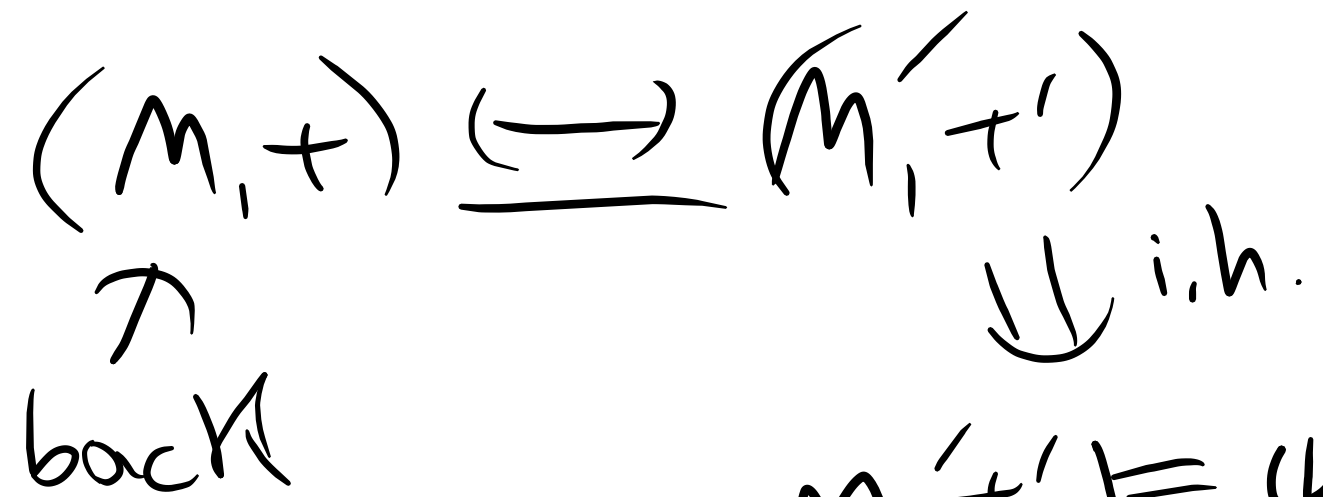 (M, t) ↔ (M', t')
⇓ i.h.
↑
back
M', t' ⊨